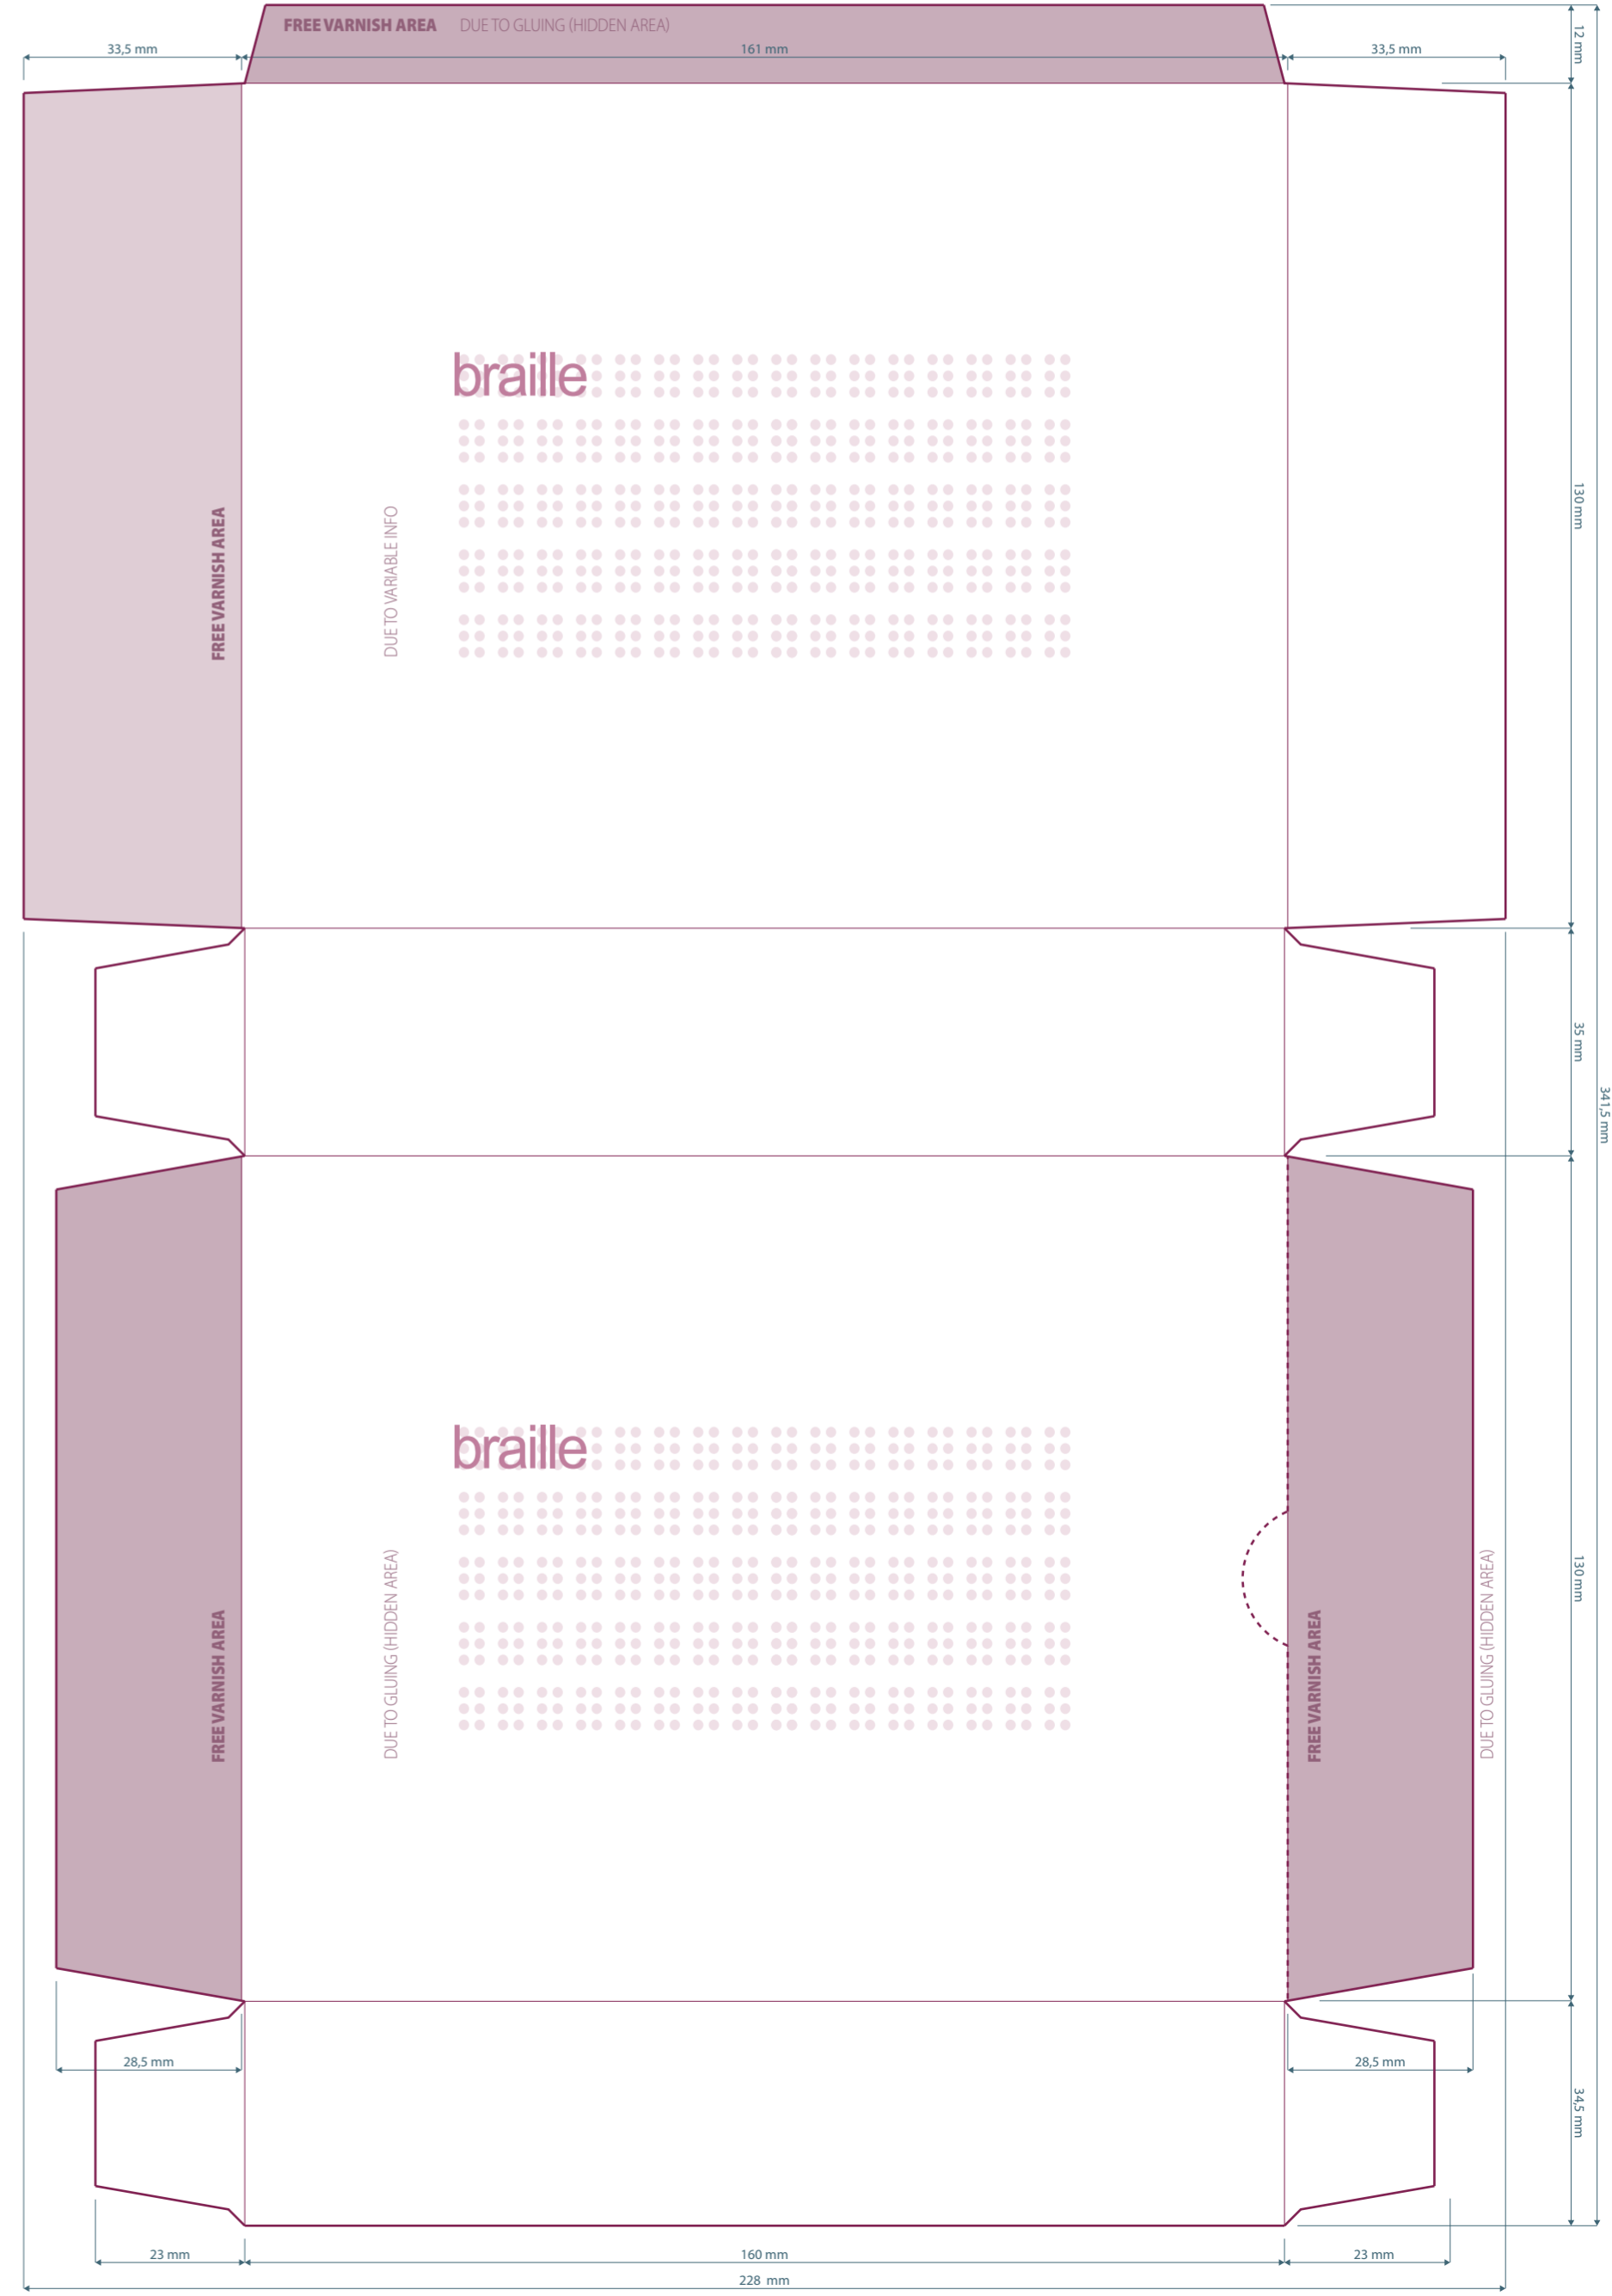 FREE VARNISH AREA DUE TO GLUING (HIDDEN AREA)
33,5 mm
161 mm
33,5 mm
12 mm
braille
130 mm
FREE VARNISH AREA
DUE TO VARIABLE INFO
35 mm
341,5 mm
braille
130 mm
FREE VARNISH AREA
DUE TO GLUING (HIDDEN AREA)
FREE VARNISH AREA
DUE TO GLUING (HIDDEN AREA)
28,5 mm
28,5 mm
34,5 mm
23 mm
160 mm
23 mm
228 mm